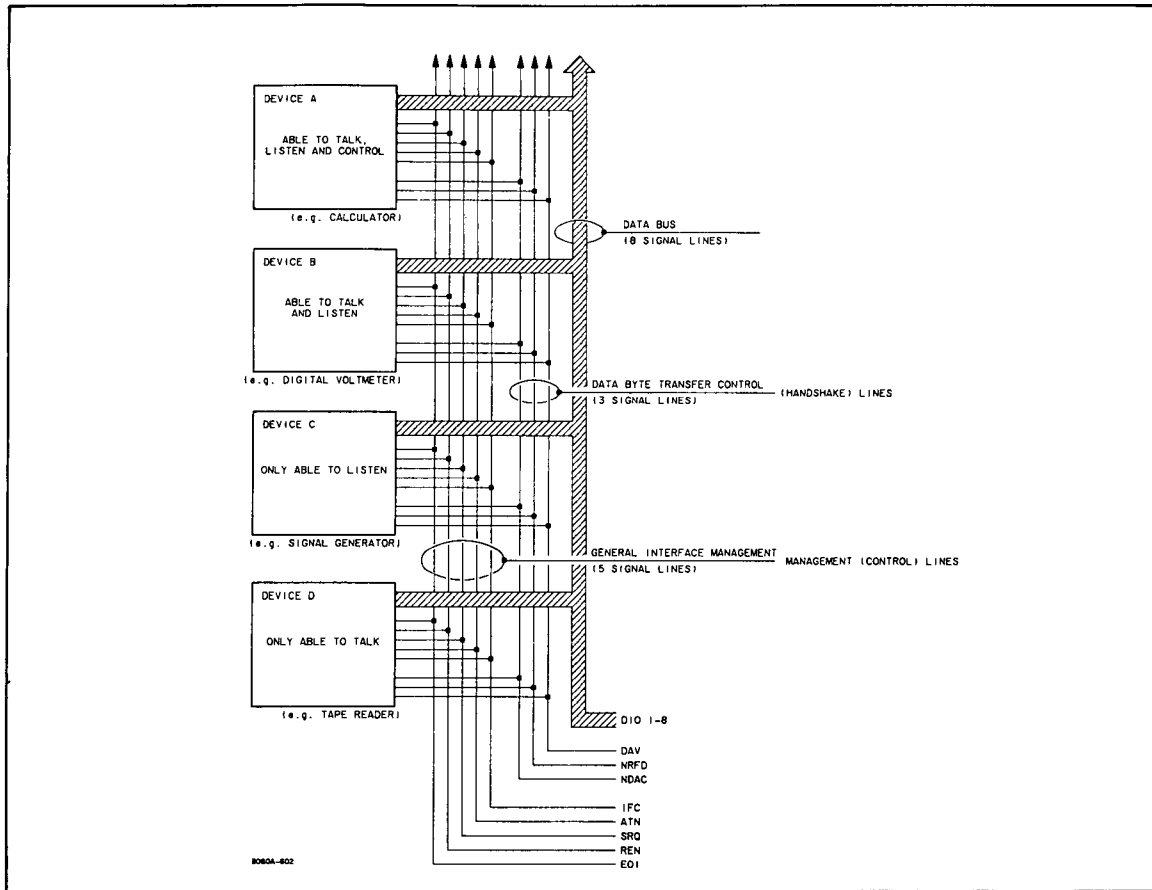 DEVICE A
ABLE TO TALK,
LISTEN AND CONTROL
(e.g. CALCULATOR)
DATA BUS
(8 SIGNAL LINES)
DEVICE B
ABLE TO TALK
AND LISTEN
(e.g. DIGITAL VOLTMETER)
DATA BYTE TRANSFER CONTROL
(HANDSHAKE) LINES
(3 SIGNAL LINES)
DEVICE C
ONLY ABLE TO LISTEN
(e.g. SIGNAL GENERATOR)
GENERAL INTERFACE MANAGEMENT
MANAGEMENT (CONTROL) LINES
(5 SIGNAL LINES)
DEVICE D
ONLY ABLE TO TALK
(e.g. TAPE READER)
DIO 1-8
DAV
NRFD
NDAC
IFC
ATN
SRQ
REN
EOI